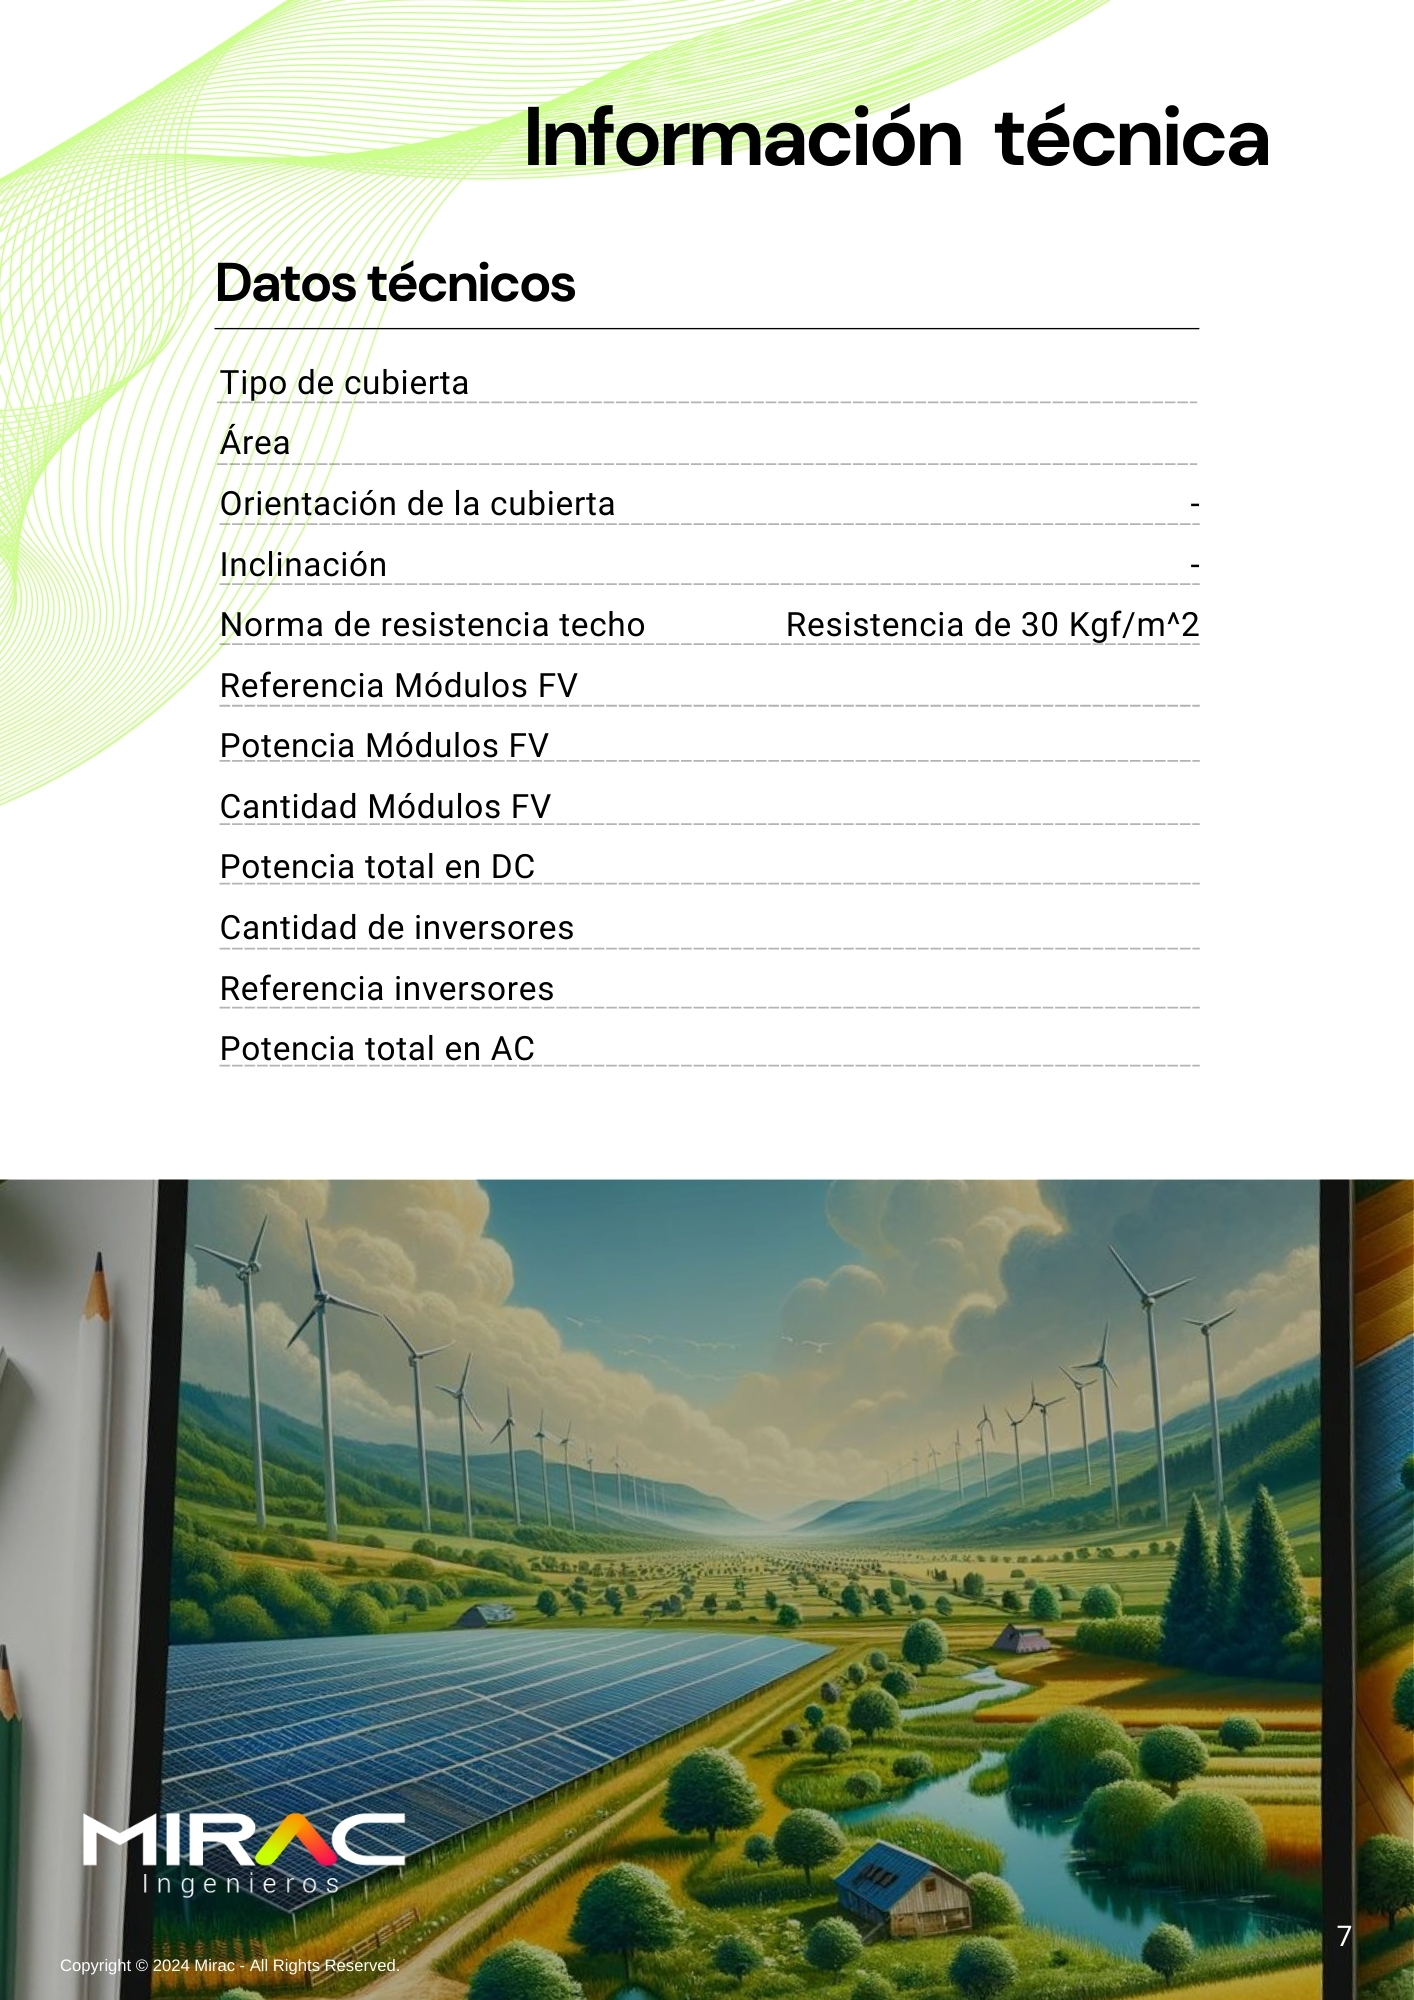 Información técnica
Datos técnicos
Tipo de cubierta
Área
Orientación de la cubierta -
Inclinación -
Norma de resistencia techo Resistencia de 30 Kgf/m^2
Referencia Módulos FV
Potencia Módulos FV
Cantidad Módulos FV
Potencia total en DC
Cantidad de inversores
Referencia inversores
Potencia total en AC
MIRAC
Ingenieros
7
Copyright © 2024 Mirac - All Rights Reserved.